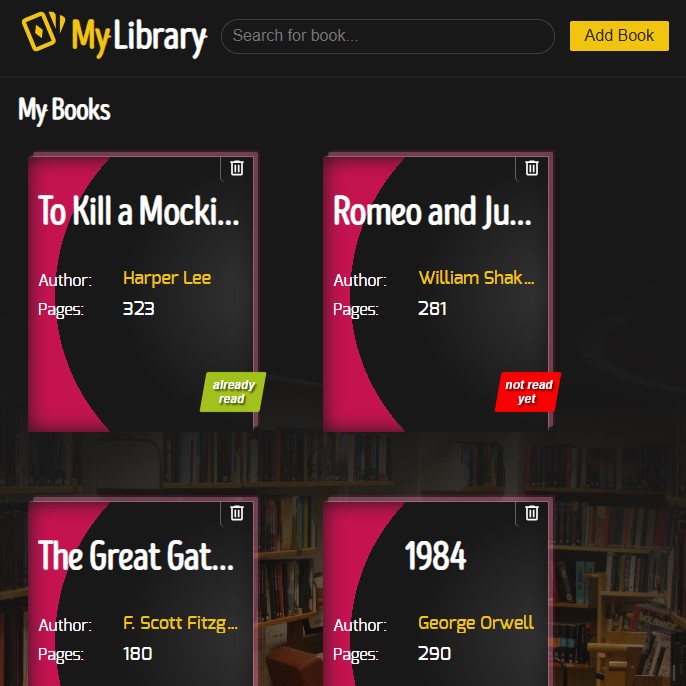 My Library
Search for book...
Add Book
My Books
To Kill a Mocki...
Author: Harper Lee
Pages: 323
already
read
Romeo and Ju...
Author: William Shak...
Pages: 281
not read
yet
The Great Gat...
Author: F. Scott Fitzg...
Pages: 180
1984
Author: George Orwell
Pages: 290